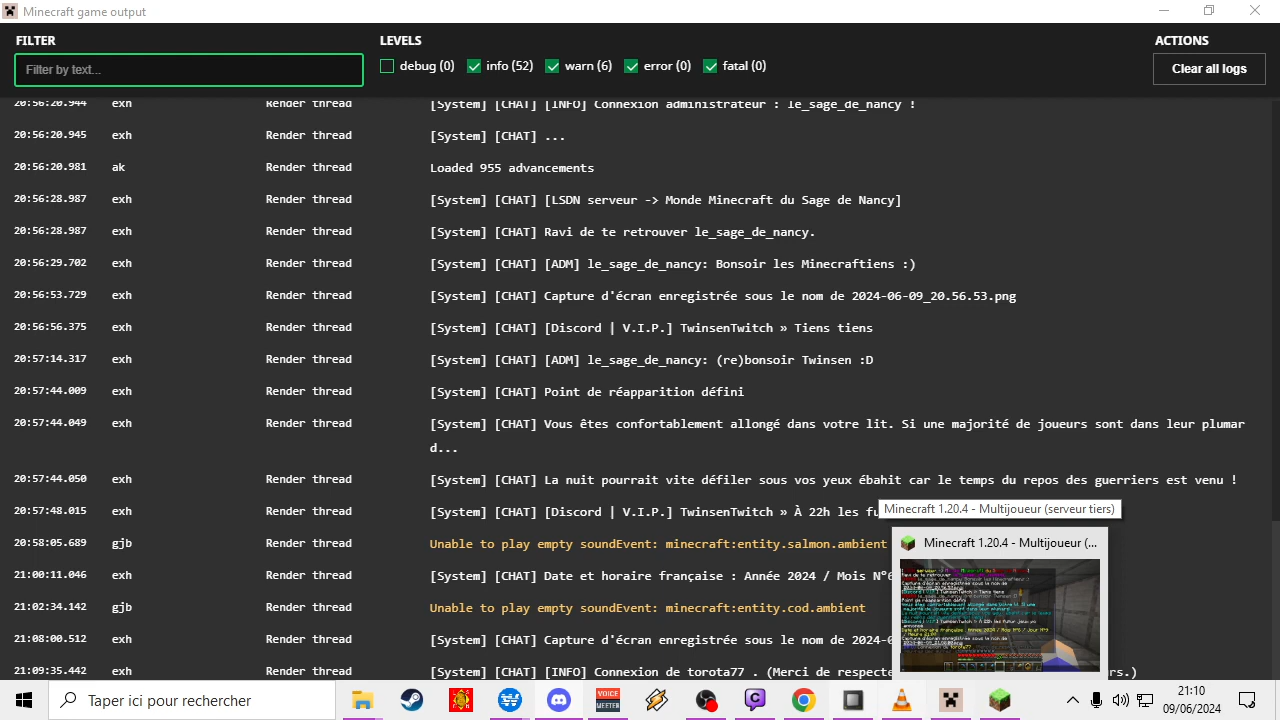 Minecraft game output
FILTER
LEVELS
ACTIONS
Filter by text...
debug (0)
info (52)
warn (6)
error (0)
fatal (0)
Clear all logs
20:56:20.944 exh Render thread [System] [CHAT] [INFO] Connexion administrateur : le_sage_de_nancy !
20:56:20.945 exh Render thread [System] [CHAT] ...
20:56:20.981 ak Render thread Loaded 955 advancements
20:56:28.987 exh Render thread [System] [CHAT] [LSDN serveur -> Monde Minecraft du Sage de Nancy]
20:56:28.987 exh Render thread [System] [CHAT] Ravi de te retrouver le_sage_de_nancy.
20:56:29.702 exh Render thread [System] [CHAT] [ADM] le_sage_de_nancy: Bonsoir les Minecraftiens :)
20:56:53.729 exh Render thread [System] [CHAT] Capture d'écran enregistrée sous le nom de 2024-06-09_20.56.53.png
20:56:56.375 exh Render thread [System] [CHAT] [Discord | V.I.P.] TwinsenTwitch » Tiens tiens
20:57:14.317 exh Render thread [System] [CHAT] [ADM] le_sage_de_nancy: (re)bonsoir Twinsen :D
20:57:44.009 exh Render thread [System] [CHAT] Point de réapparition défini
20:57:44.049 exh Render thread [System] [CHAT] Vous êtes confortablement allongé dans votre lit. Si une majorité de joueurs sont dans leur plumar
d...
20:57:44.050 exh Render thread [System] [CHAT] La nuit pourrait vite défiler sous vos yeux ébahit car le temps du repos des guerriers est venu !
20:57:48.015 exh Render thread [System] [CHAT] [Discord | V.I.P.] TwinsenTwitch » À 22h les fu
Minecraft 1.20.4 - Multijoueur (serveur tiers)
20:58:05.689 gjb Render thread Unable to play empty soundEvent: minecraft:entity.salmon.ambient
Minecraft 1.20.4 - Multijoueur (...
21:00:11.046 exh Render thread [System] [CHAT] Date et horaire française : Année 2024 / Mois N°6
21:02:34.142 gjb Render thread Unable to play empty soundEvent: minecraft:entity.cod.ambient
21:08:00.512 exh Render thread [System] [CHAT] Capture d'écran enregistrée sous le nom de 2024-0
21:09:35.442 exh Render thread [System] [CHAT] [INFO] Connexion de torota77 . (Merci de respecte rs.)
Taper ici pour rechercher
VOICE
MEETER
21:10
09/06/2024